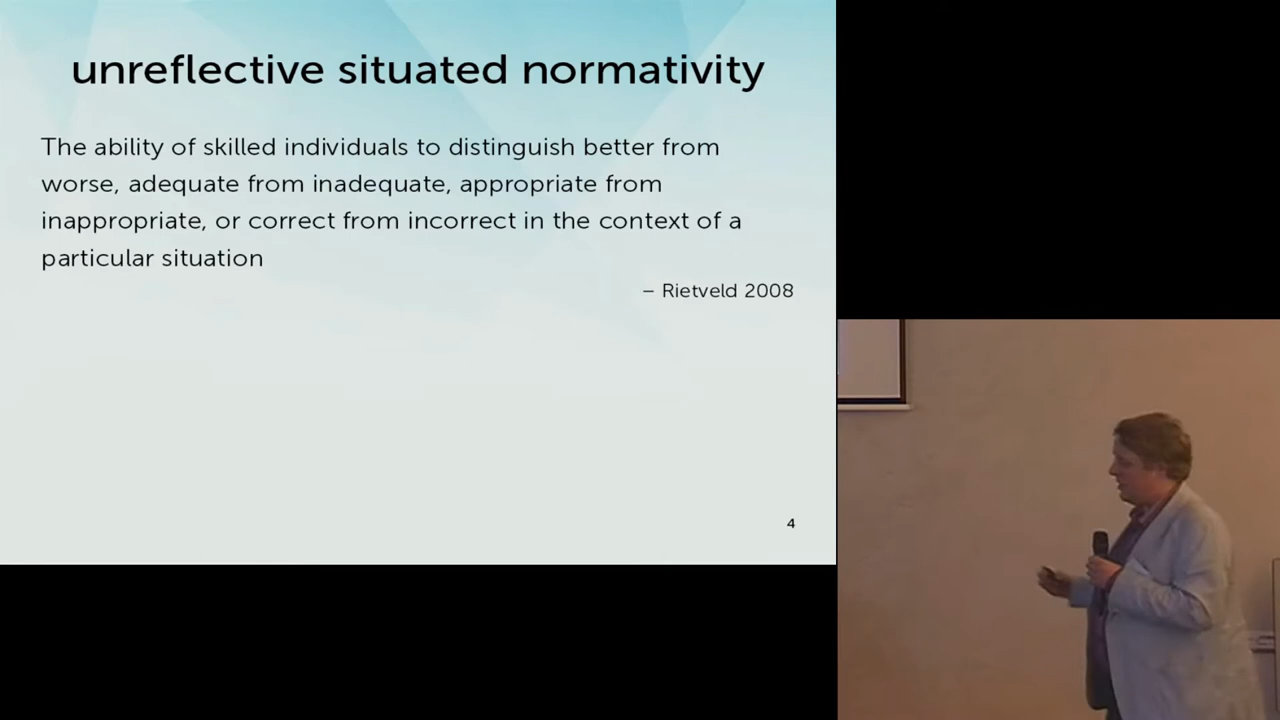 unreflective situated normativity
The ability of skilled individuals to distinguish better from
worse, adequate from inadequate, appropriate from
inappropriate, or correct from incorrect in the context of a
particular situation
– Rietveld 2008
4